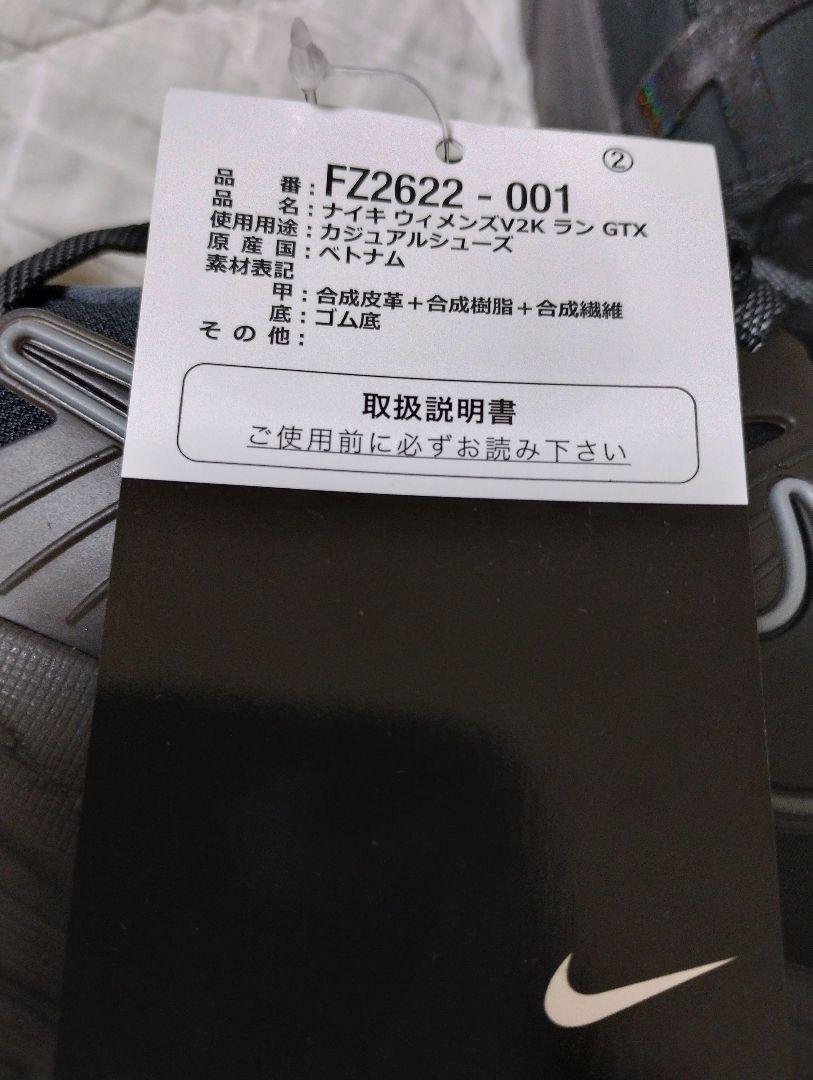 ②
品番：FZ2622 - 001
品名：ナイキ ウィメンズV2K ラン GTX
使用用途：カジュアルシューズ
原産国：ベトナム
素材表記
甲：合成皮革＋合成樹脂＋合成繊維
底：ゴム底
その他：
取扱説明書
ご使用前に必ずお読み下さい